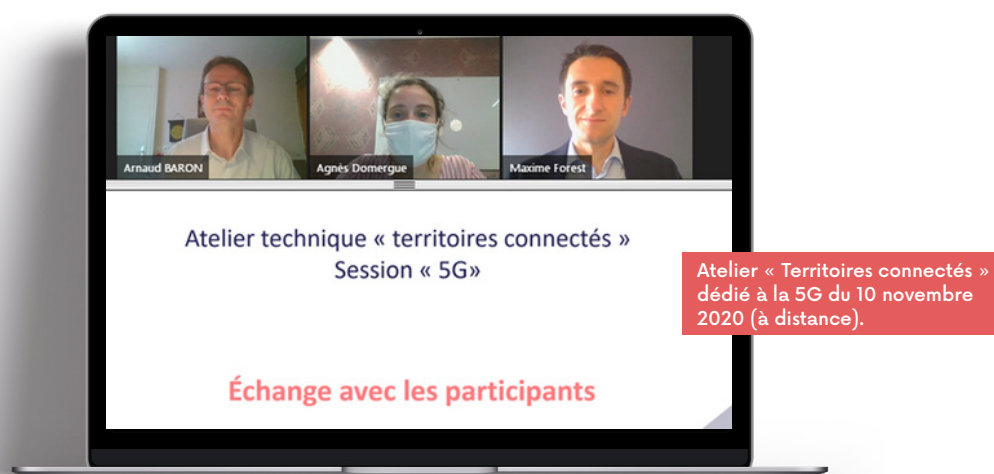 Arnaud BARON
Agnès Domergue
Maxime Forest
Atelier technique « territoires connectés »
Session « 5G»
Échange avec les participants
Atelier « Territoires connectés »
dédié à la 5G du 10 novembre
2020 (à distance).